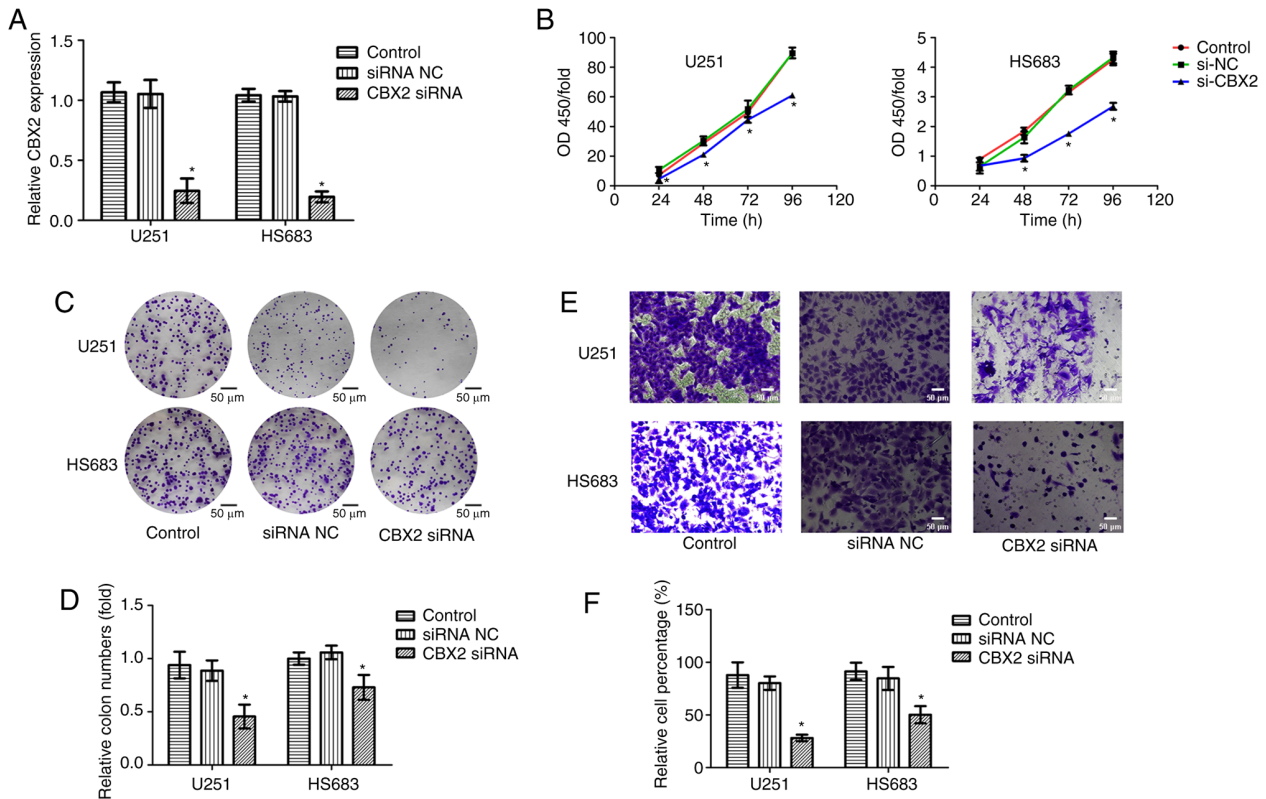 A
Relative CBX2 expression
1.5
1.0
0.5
0.0
*
*
U251
HS683
Control
siRNA NC
CBX2 siRNA
B
OD 450/fold
100
80
60
40
20
0
U251
*
*
*
*
0
24
48
72
96
120
Time (h)
OD 450/fold
5
4
3
2
1
0
HS683
*
*
*
*
0
24
48
72
96
120
Time (h)
Control
si-NC
si-CBX2
C
U251
50 μm
50 μm
50 μm
HS683
50 μm
50 μm
50 μm
Control
siRNA NC
CBX2 siRNA
E
U251
50 μm
50 μm
50 μm
HS683
50 μm
50 μm
50 μm
Control
siRNA NC
CBX2 siRNA
D
Relative colon numbers (fold)
1.5
1.0
0.5
0.0
*
*
U251
HS683
Control
siRNA NC
CBX2 siRNA
F
Relative cell percentage (%)
150
100
50
0
*
*
U251
HS683
Control
siRNA NC
CBX2 siRNA